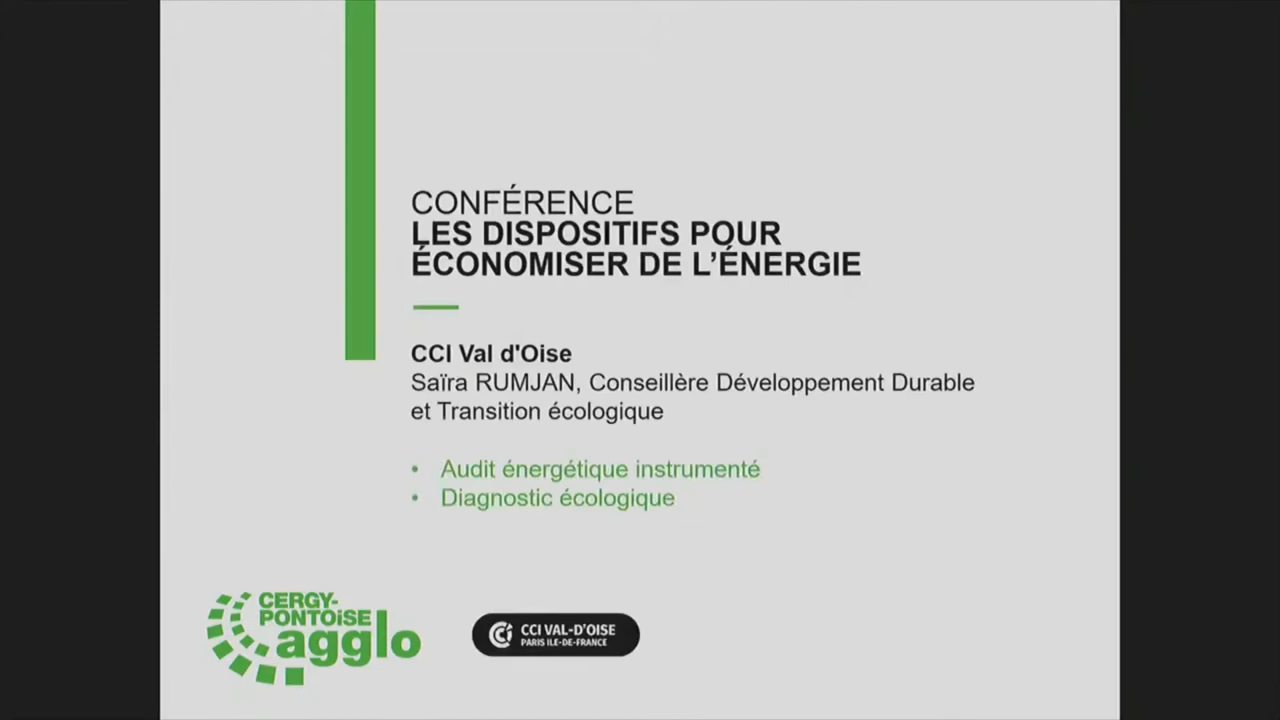 CONFÉRENCE
LES DISPOSITIFS POUR
ÉCONOMISER DE L’ÉNERGIE
CCI Val d'Oise
Saïra RUMJAN, Conseillère Développement Durable
et Transition écologique
• Audit énergétique instrumenté
• Diagnostic écologique
CERGY-
PONTOiSE
agglo
CCI VAL-D’OISE
PARIS ILE-DE-FRANCE